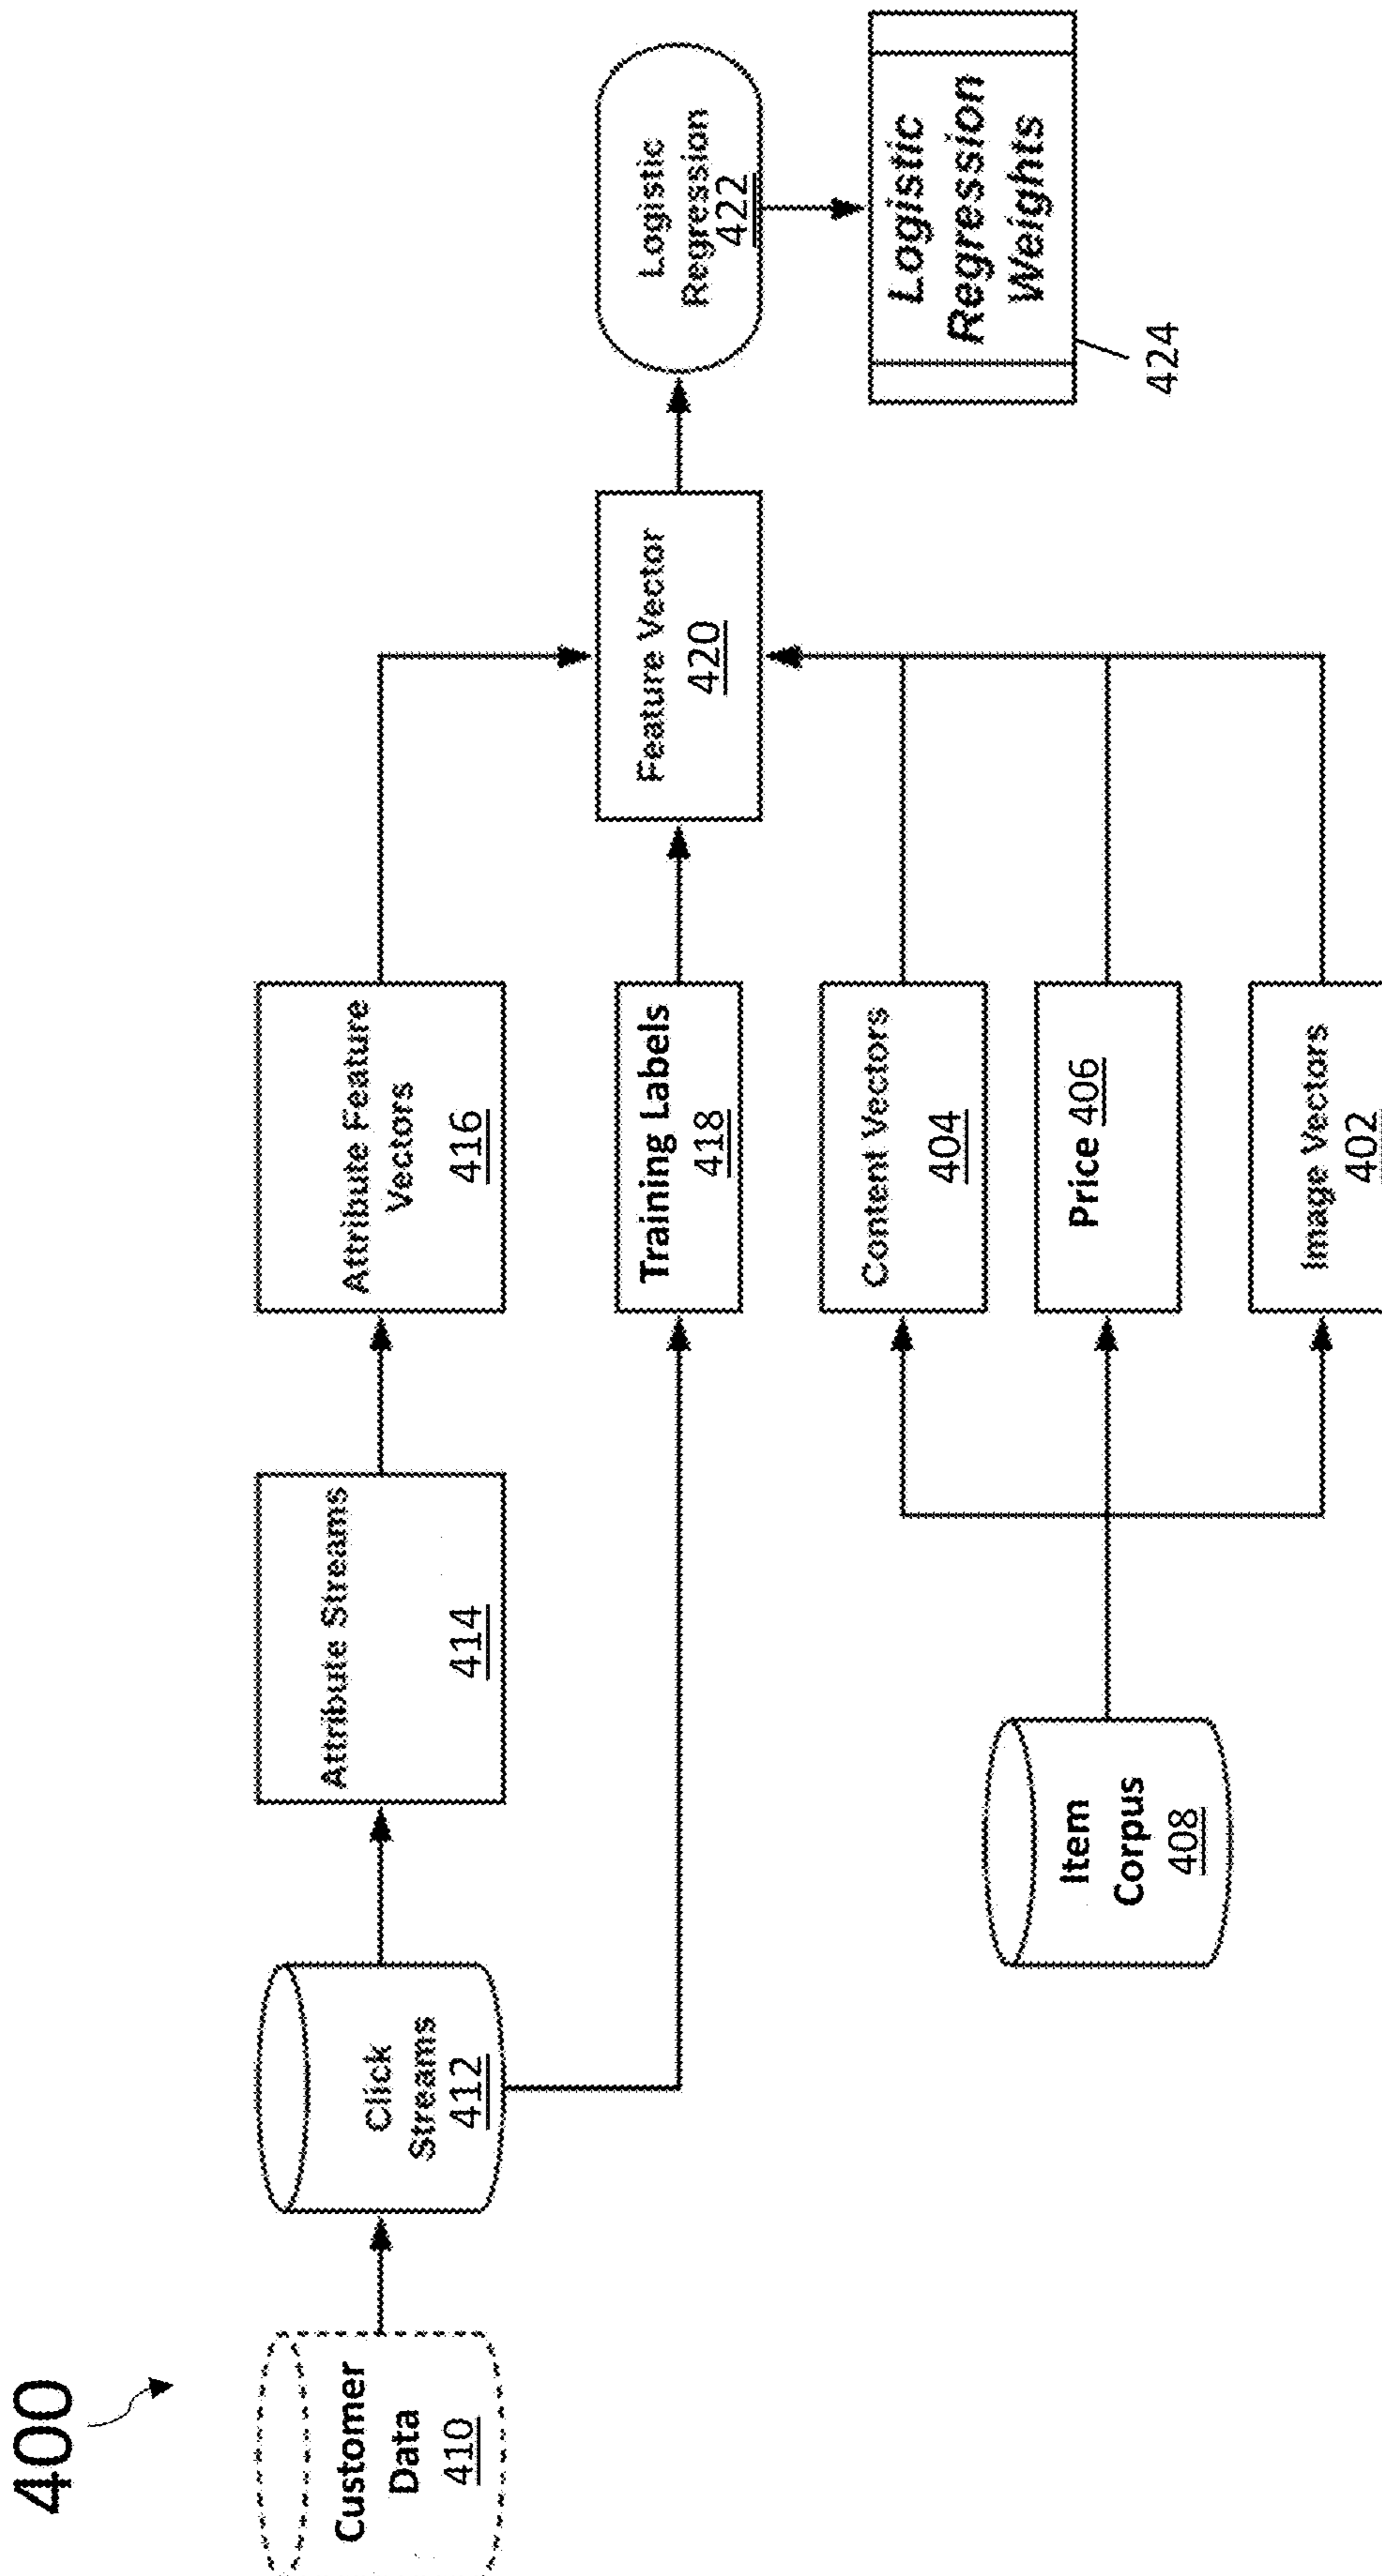 400
Customer
Data
410
Click
Streams
412
Attribute Streams
414
Attribute Feature
Vectors
416
Training Labels
418
Item
Corpus
408
Content Vectors
404
Price 406
Image Vectors
402
Feature Vector
420
Logistic
Regression
422
Logistic
Regression
Weights
424